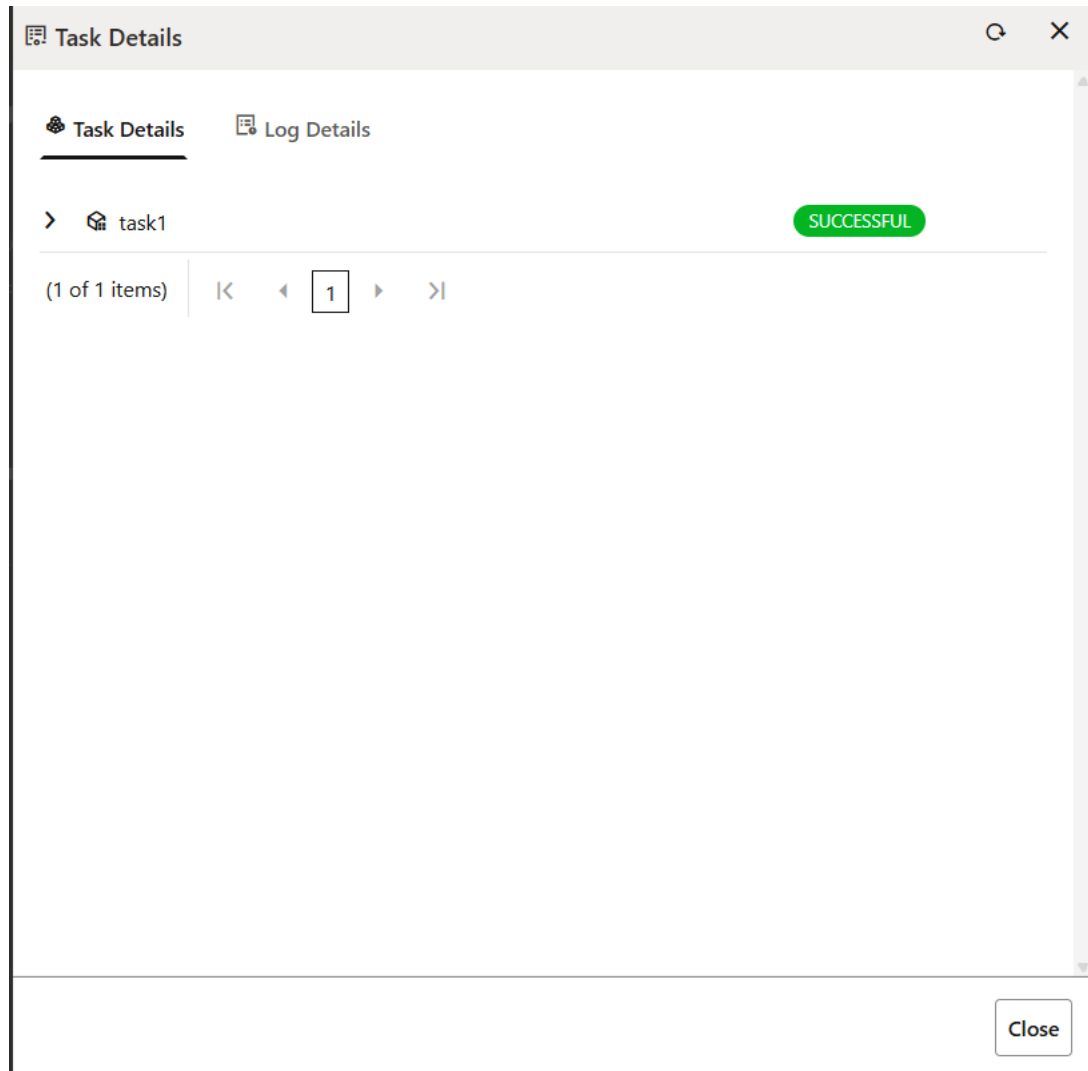 Task Details
Task Details Log Details
task1 SUCCESSFUL
(1 of 1 items) 1
Close